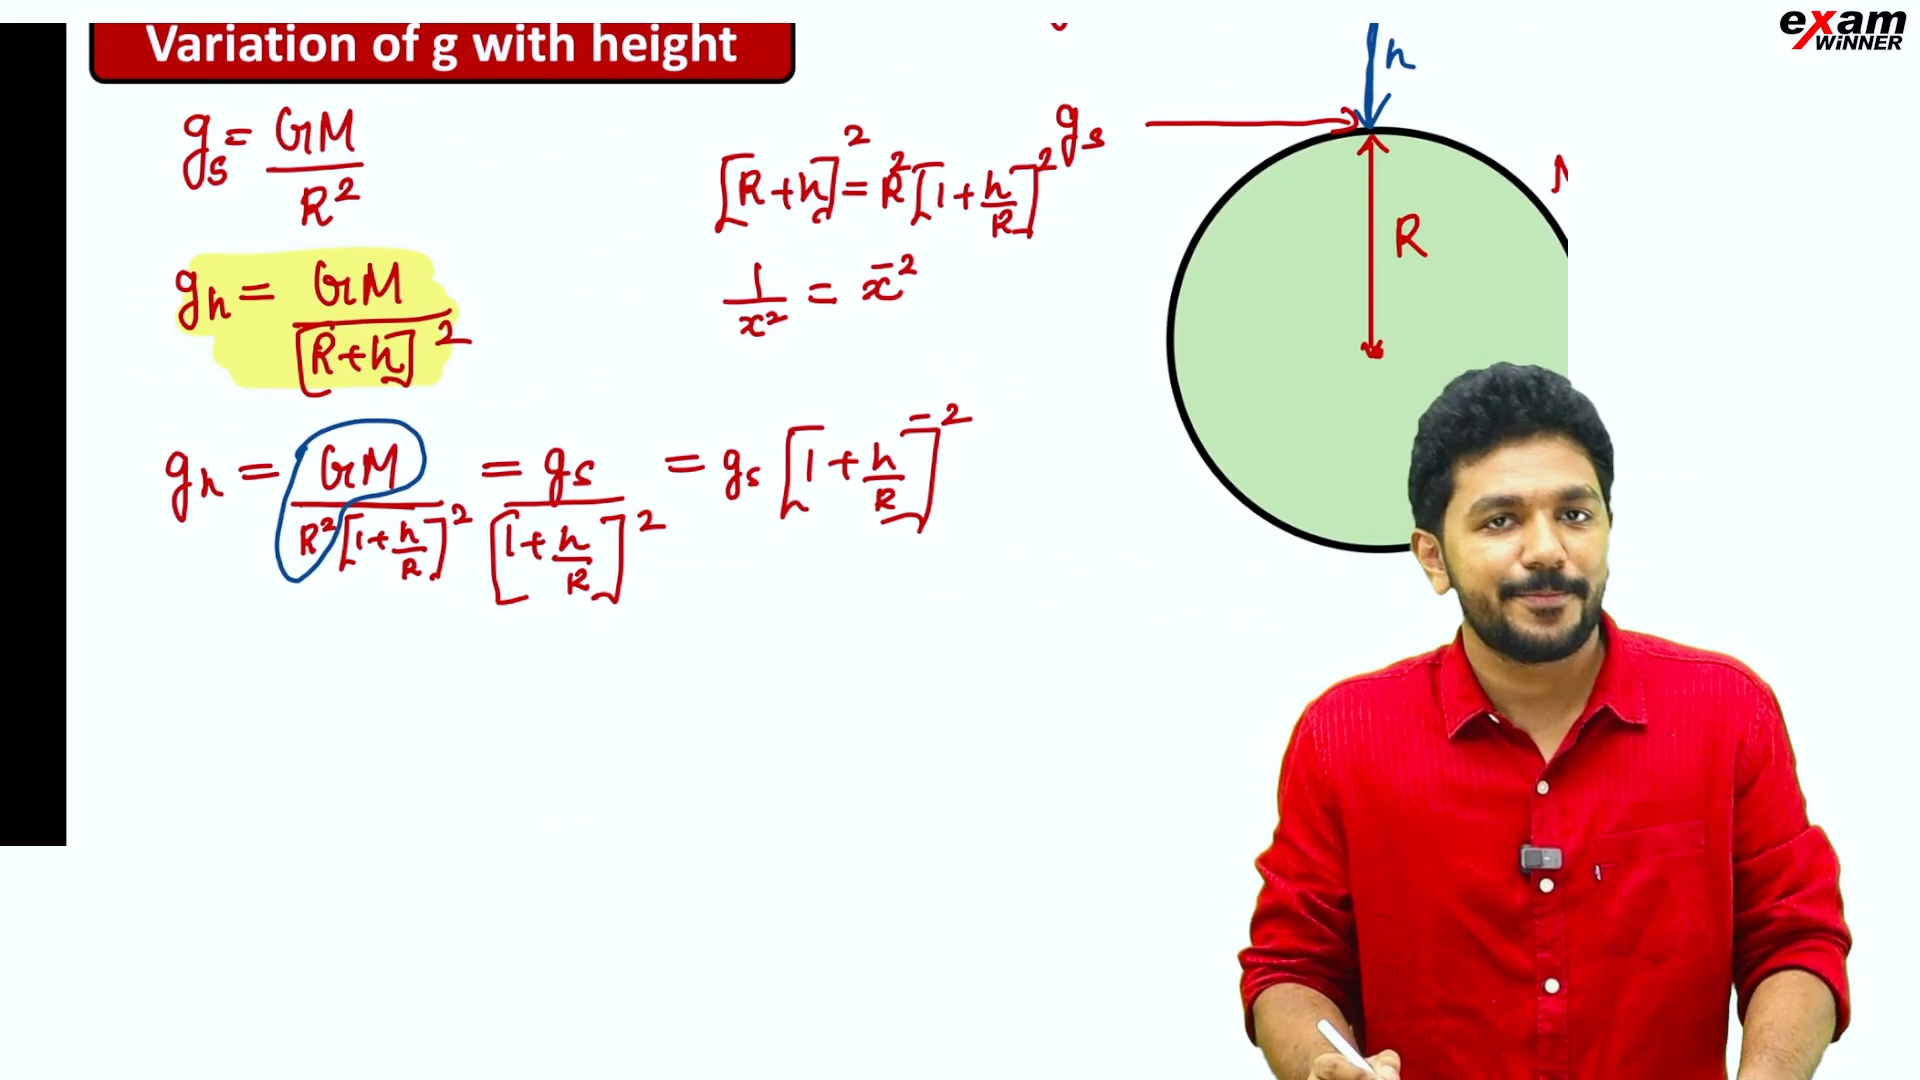 exam
WiNNER
Variation of g with height
h
gs = GM/R²
[R+h]² = R²[1+h/R]²
gs
R
gh = GM/[R+h]²
1/x² = x⁻²
gh = GM/R²[1+h/R]² = gs/[1+h/R]² = gs[1+h/R]⁻²